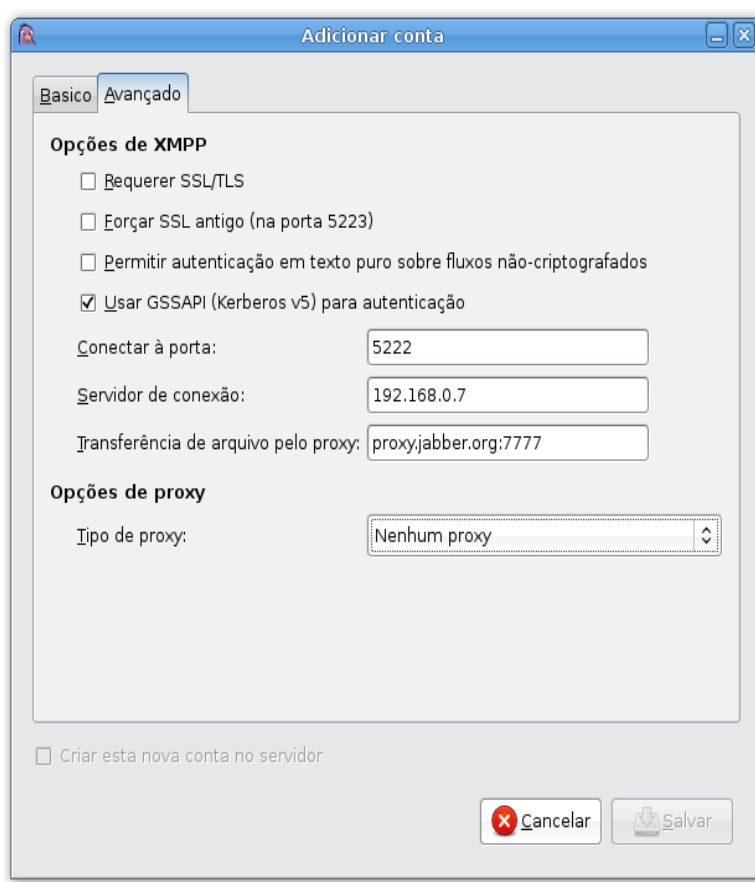 Adicionar conta
Basico Avançado
Opções de XMPP
Requerer SSL/TLS
Forçar SSL antigo (na porta 5223)
Permitir autenticação em texto puro sobre fluxos não-criptografados
Usar GSSAPI (Kerberos v5) para autenticação
Conectar à porta: 5222
Servidor de conexão: 192.168.0.7
Transferência de arquivo pelo proxy: proxy.jabber.org:7777
Opções de proxy
Tipo de proxy: Nenhum proxy
Criar esta nova conta no servidor
Cancelar Salvar